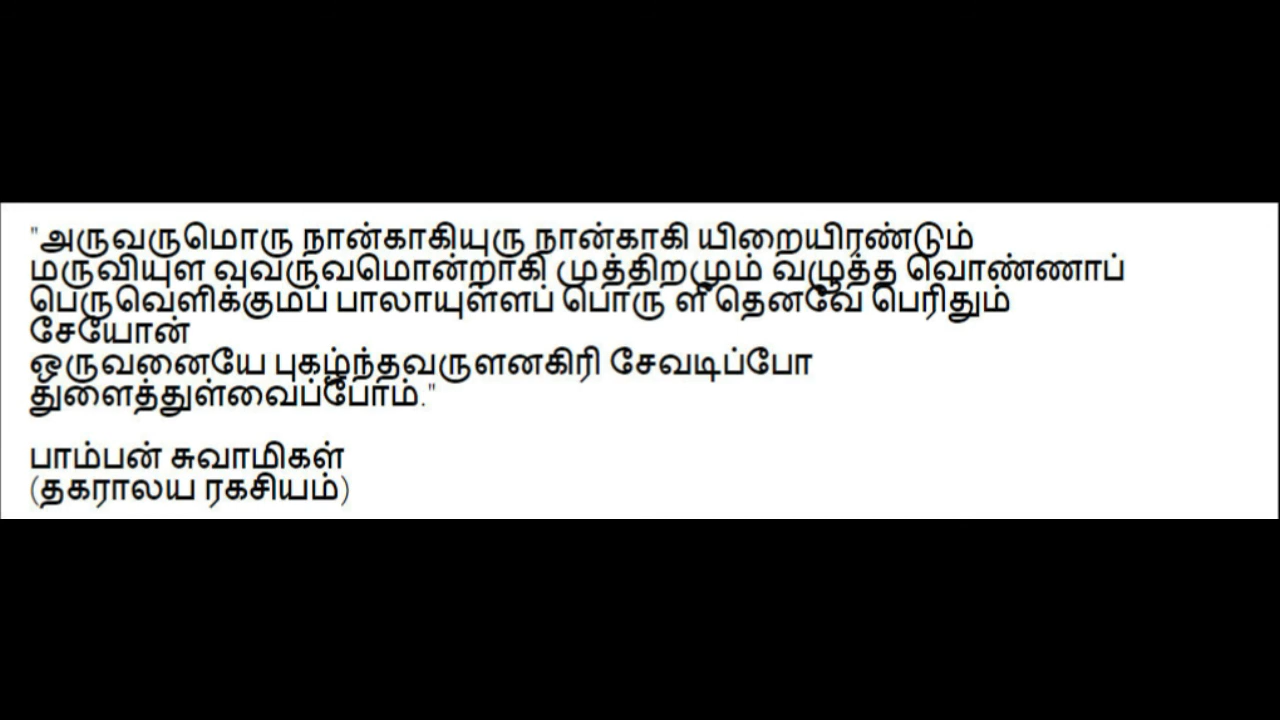 "அருவருமொரு நான்காகியுரு நான்காகி யிறையிரண்டும்
மருவியுள வுவருவமொன்றாகி முத்திறமும் வழுத்த வொண்ணாப்
பெருவெளிக்குமப் பாலாயுள்ளப் பொரு ளீ தெனவே பெரிதும்
சேயோன்
ஒருவனையே புகழ்ந்தவருளனகிரி சேவடிப்போ
துளைத்துள்வைப்போம்."
பாம்பன் சுவாமிகள்
(தகராலய ரகசியம்)